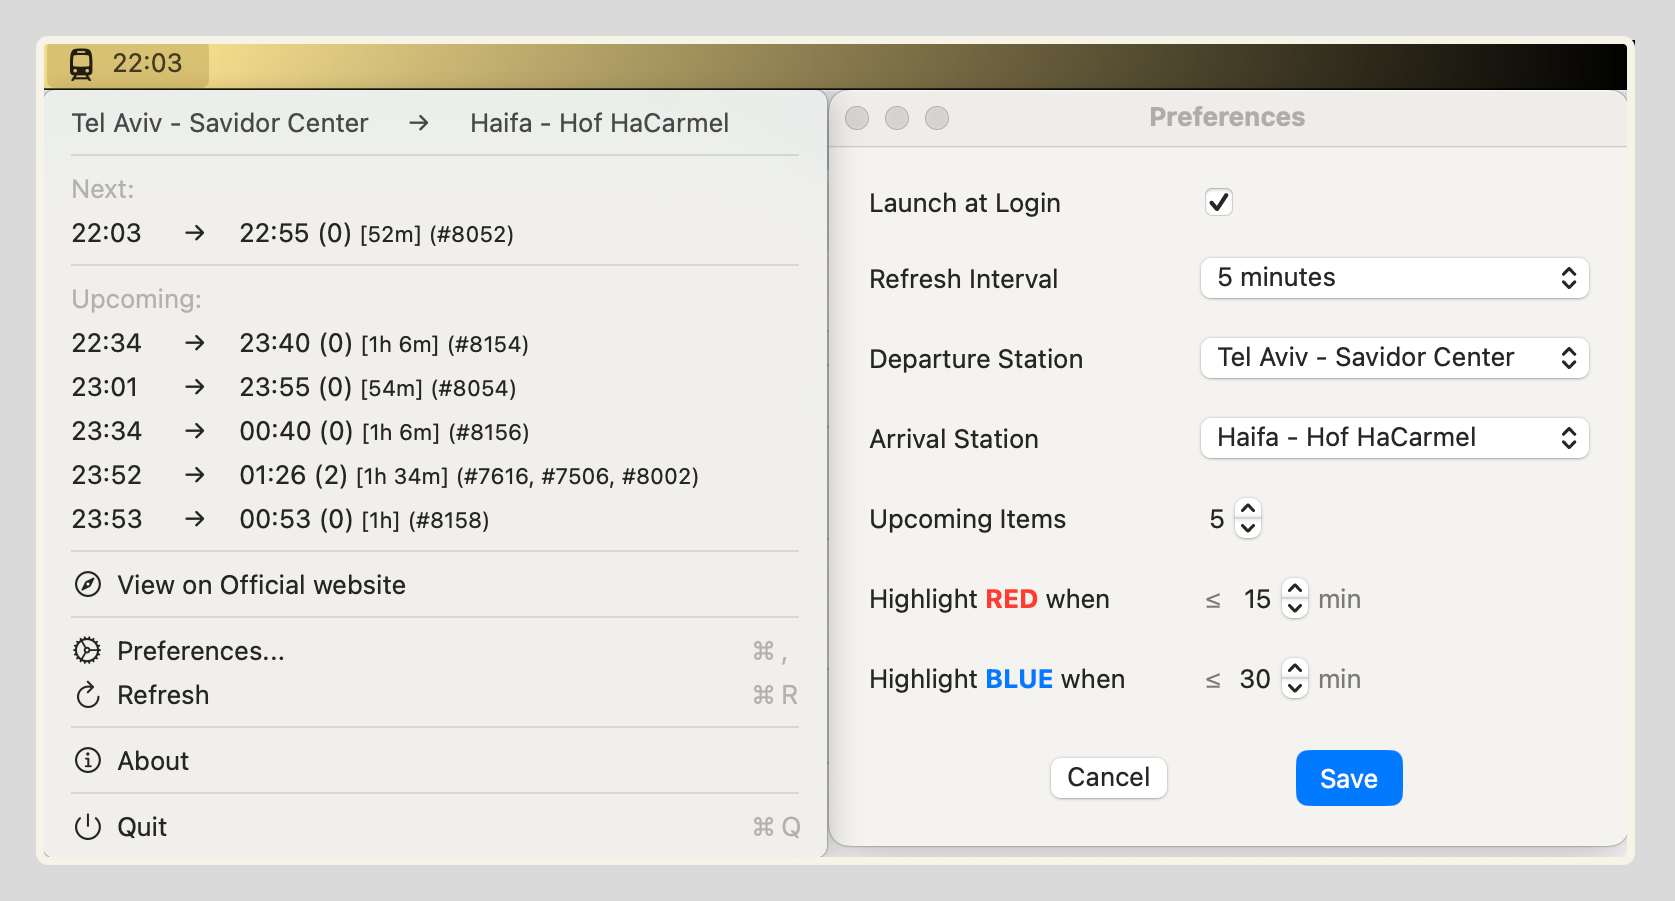 22:03
Tel Aviv - Savidor Center → Haifa - Hof HaCarmel
Next:
22:03 → 22:55 (0) [52m] (#8052)
Upcoming:
22:34 → 23:40 (0) [1h 6m] (#8154)
23:01 → 23:55 (0) [54m] (#8054)
23:34 → 00:40 (0) [1h 6m] (#8156)
23:52 → 01:26 (2) [1h 34m] (#7616, #7506, #8002)
23:53 → 00:53 (0) [1h] (#8158)
View on Official website
Preferences... ⌘ ,
Refresh ⌘ R
About
Quit ⌘ Q
Preferences
Launch at Login
Refresh Interval 5 minutes
Departure Station Tel Aviv - Savidor Center
Arrival Station Haifa - Hof HaCarmel
Upcoming Items 5
Highlight RED when ≤ 15 min
Highlight BLUE when ≤ 30 min
Cancel Save